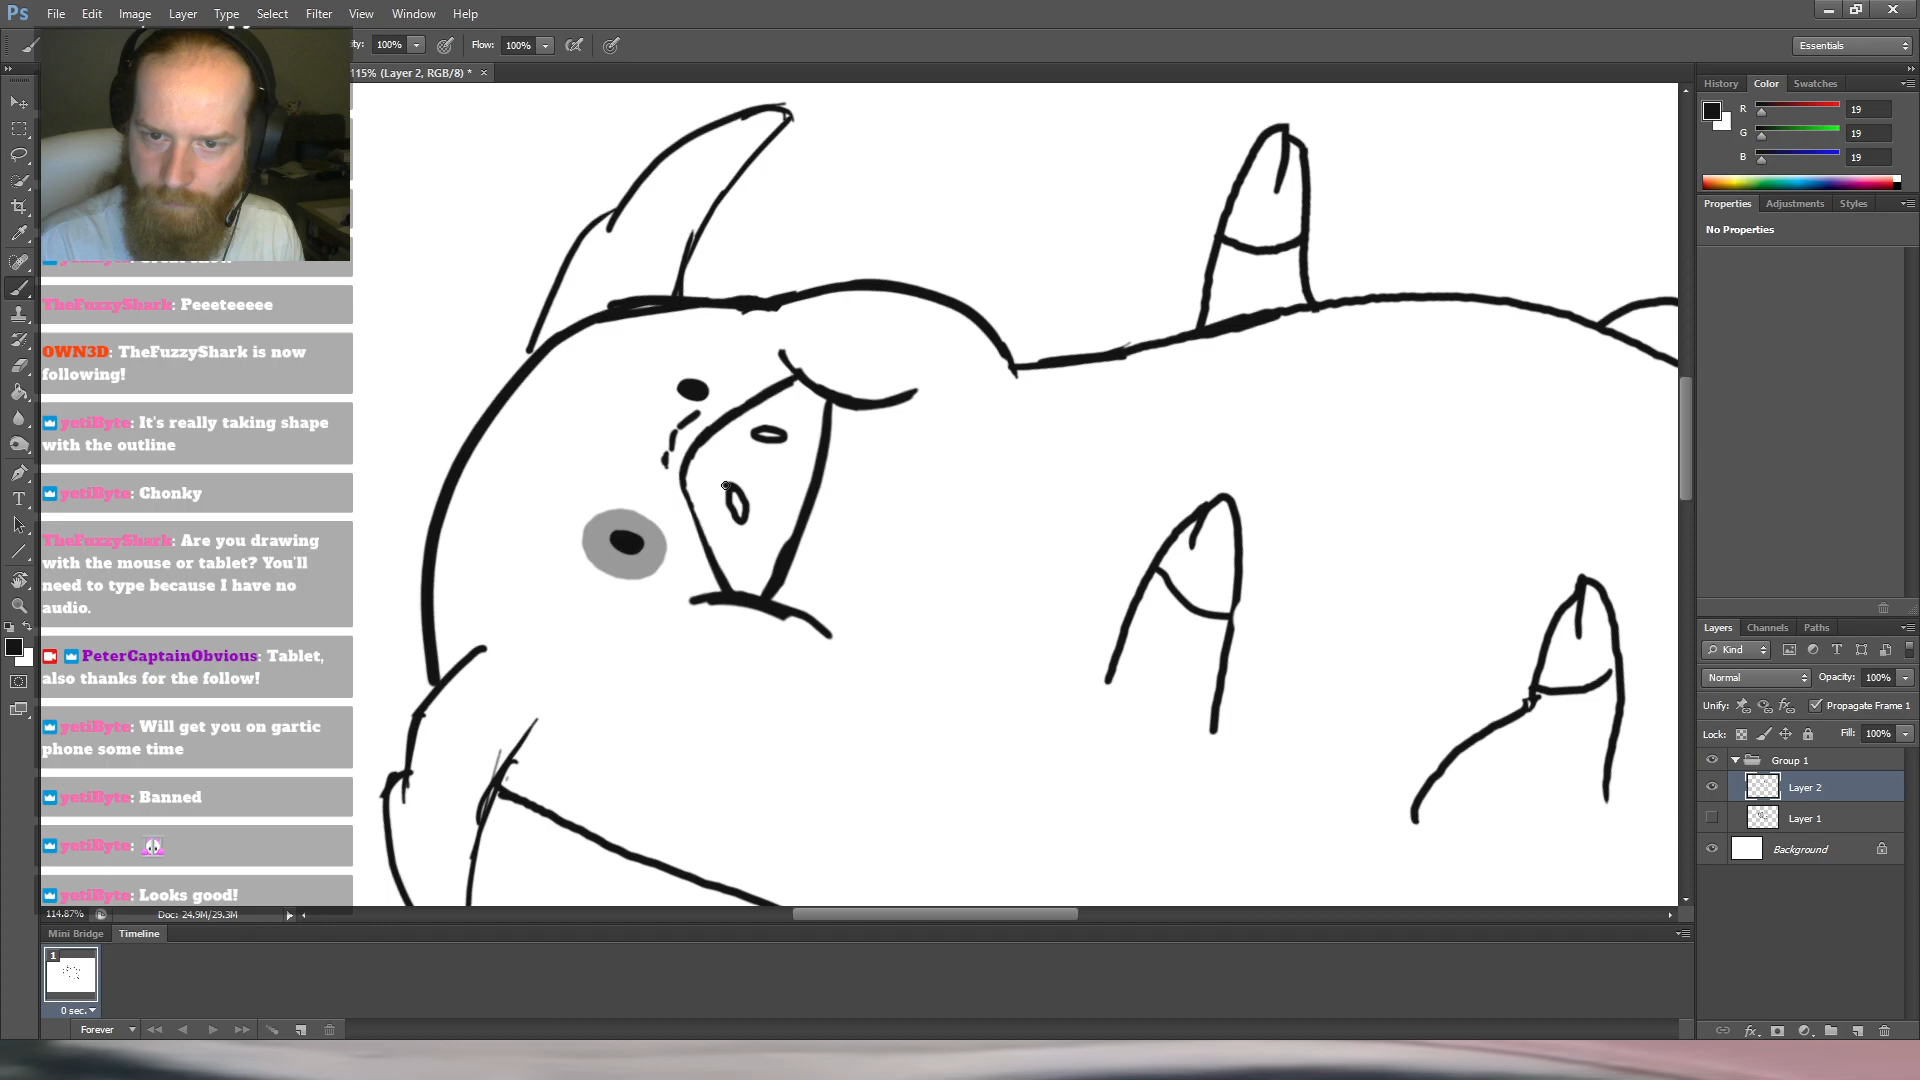 Ps File Edit Image Layer Type Select Filter View Window Help
100% Flow: 100% Essentials
115% (Layer 2, RGB/8) * ×
History Color Swatches
R 19
G 19
B 19
Properties Adjustments Styles
No Properties
TheFuzzyShark: Peeeteeeee
OWN3D: TheFuzzyShark is now
following!
yetiByte: It's really taking shape
with the outline
yetiByte: Chonky
TheFuzzyShark: Are you drawing
with the mouse or tablet? You'll
need to type because I have no
audio.
PeterCaptainObvious: Tablet,
also thanks for the follow!
yetiByte: Will get you on gartic
phone some time
yetiByte: Banned
yetiByte:
yetiByte: Looks good!
Layers Channels Paths
Kind
Normal Opacity: 100%
Unify: Propagate Frame 1
Lock: Fill: 100%
Group 1
Layer 2
Layer 1
Background
114.87% Doc: 24.9M/29.3M
Mini Bridge Timeline
1
0 sec.
Forever